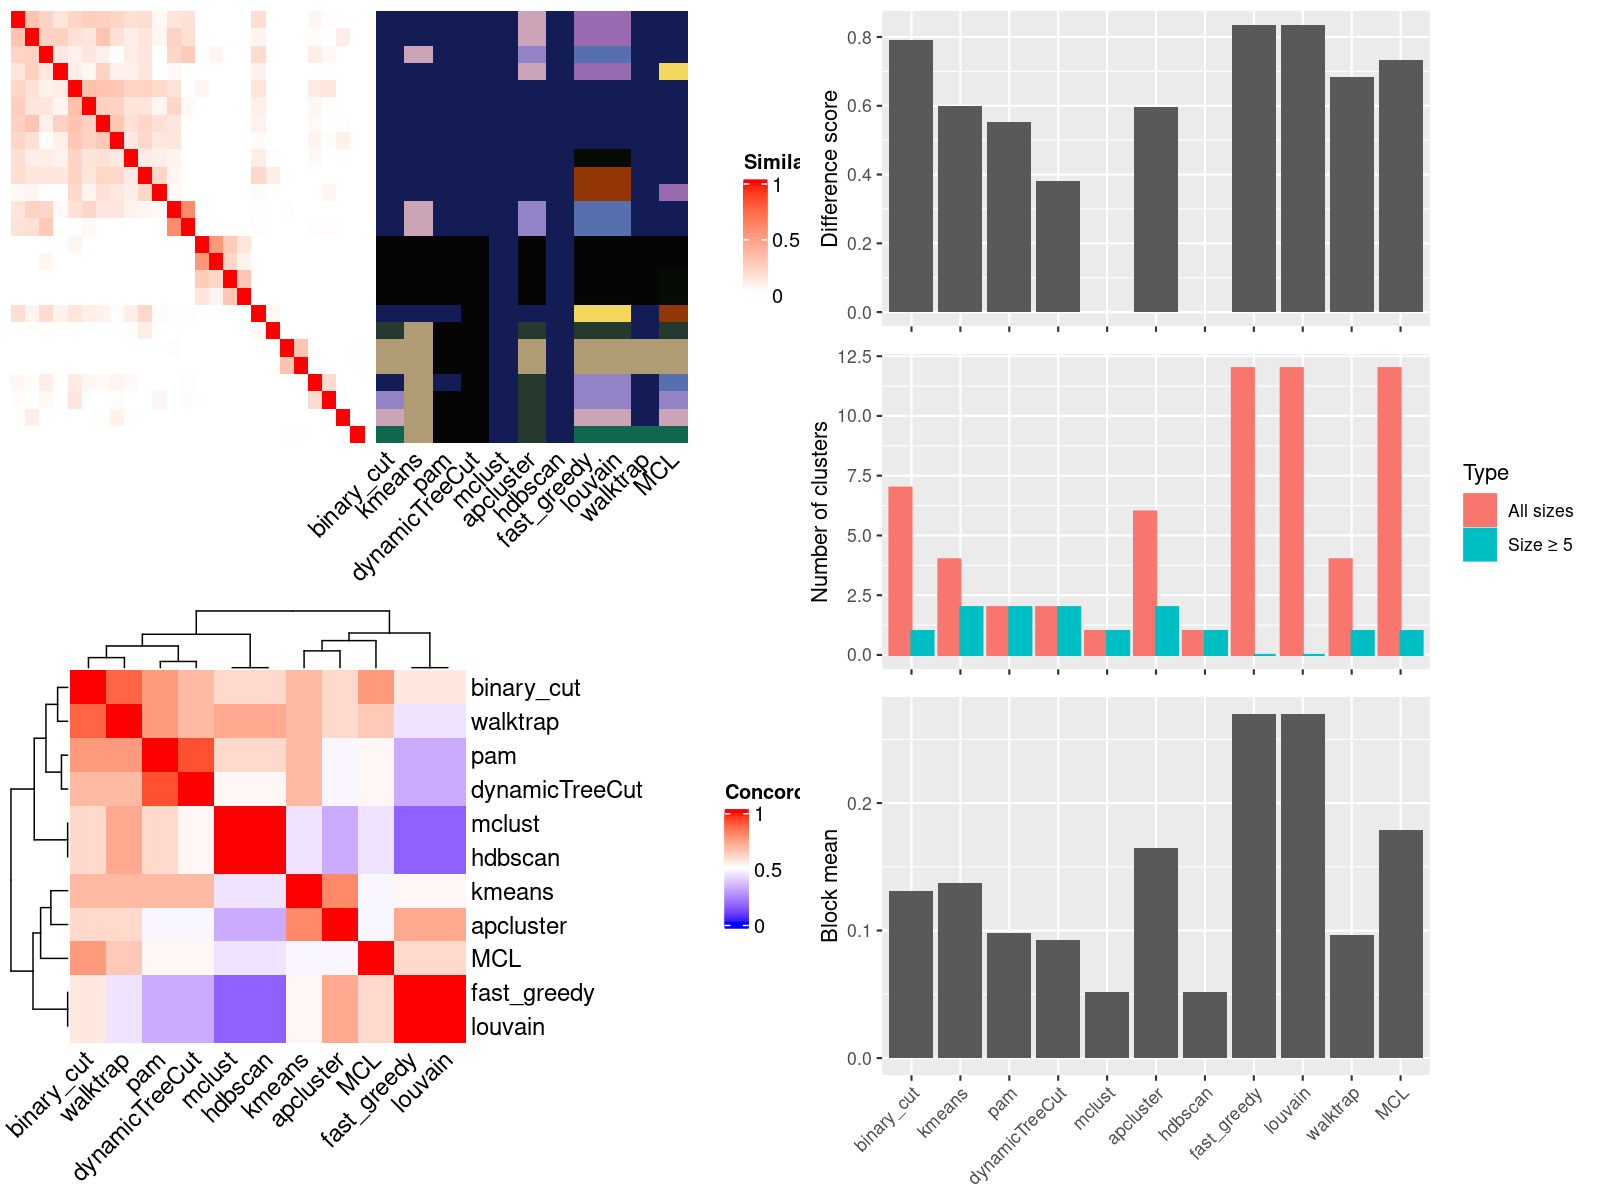 Simila
1
0.5
0
binary_cut
kmeans
pam
dynamicTreeCut
mclust
apcluster
hdbscan
fast_greedy
louvain
walktrap
MCL
binary_cut
walktrap
pam
dynamicTreeCut
mclust
hdbscan
kmeans
apcluster
MCL
fast_greedy
louvain
Concord
1
0.5
0
binary_cut
walktrap
pam
dynamicTreeCut
mclust
hdbscan
kmeans
apcluster
MCL
fast_greedy
louvain
Difference score
0.8
0.6
0.4
0.2
0.0
Number of clusters
12.5
10.0
7.5
5.0
2.5
0.0
Type
All sizes
Size ≥ 5
Block mean
0.2
0.1
0.0
binary_cut
kmeans
pam
dynamicTreeCut
mclust
apcluster
hdbscan
fast_greedy
louvain
walktrap
MCL